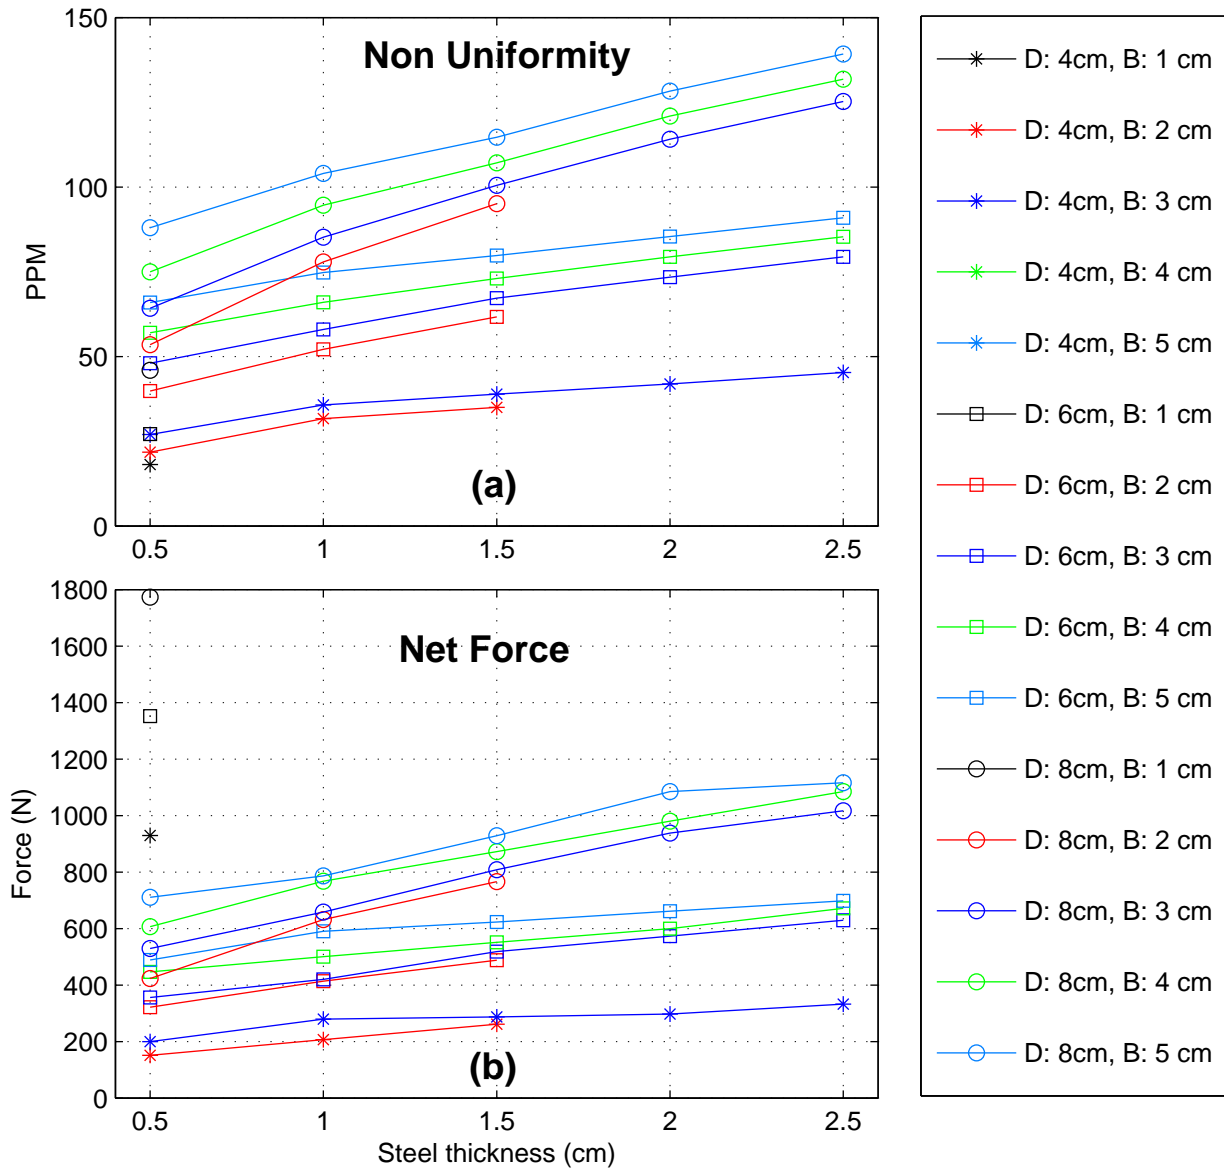 Non Uniformity
150
100
50
0
PPM
(a)
0.5 1 1.5 2 2.5
Net Force
1800
1600
1400
1200
1000
800
600
400
200
0
Force (N)
(b)
0.5 1 1.5 2 2.5
Steel thickness (cm)
D: 4cm, B: 1 cm
D: 4cm, B: 2 cm
D: 4cm, B: 3 cm
D: 4cm, B: 4 cm
D: 4cm, B: 5 cm
D: 6cm, B: 1 cm
D: 6cm, B: 2 cm
D: 6cm, B: 3 cm
D: 6cm, B: 4 cm
D: 6cm, B: 5 cm
D: 8cm, B: 1 cm
D: 8cm, B: 2 cm
D: 8cm, B: 3 cm
D: 8cm, B: 4 cm
D: 8cm, B: 5 cm